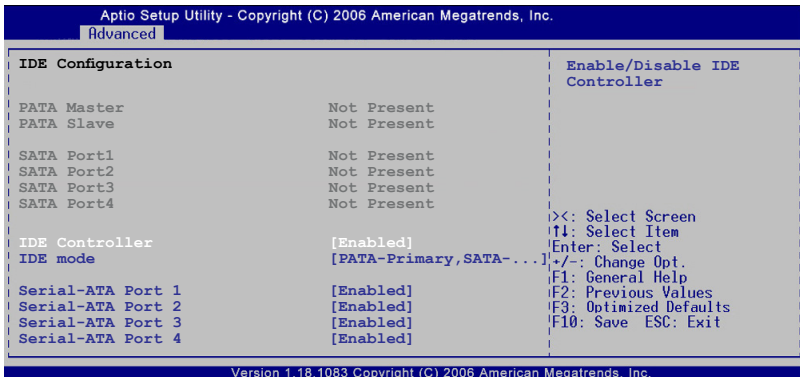 Aptio Setup Utility - Copyright (C) 2006 American Megatrends, Inc.
Advanced
IDE Configuration
PATA Master Not Present
PATA Slave Not Present
SATA Port1 Not Present
SATA Port2 Not Present
SATA Port3 Not Present
SATA Port4 Not Present
IDE Controller [Enabled]
IDE mode [PATA-Primary,SATA-...]
Serial-ATA Port 1 [Enabled]
Serial-ATA Port 2 [Enabled]
Serial-ATA Port 3 [Enabled]
Serial-ATA Port 4 [Enabled]
Enable/Disable IDE
Controller
><: Select Screen
↑↓: Select Item
Enter: Select
+/-: Change Opt.
F1: General Help
F2: Previous Values
F3: Optimized Defaults
F10: Save ESC: Exit
Version 1.18.1083 Copyright (C) 2006 American Megatrends, Inc.